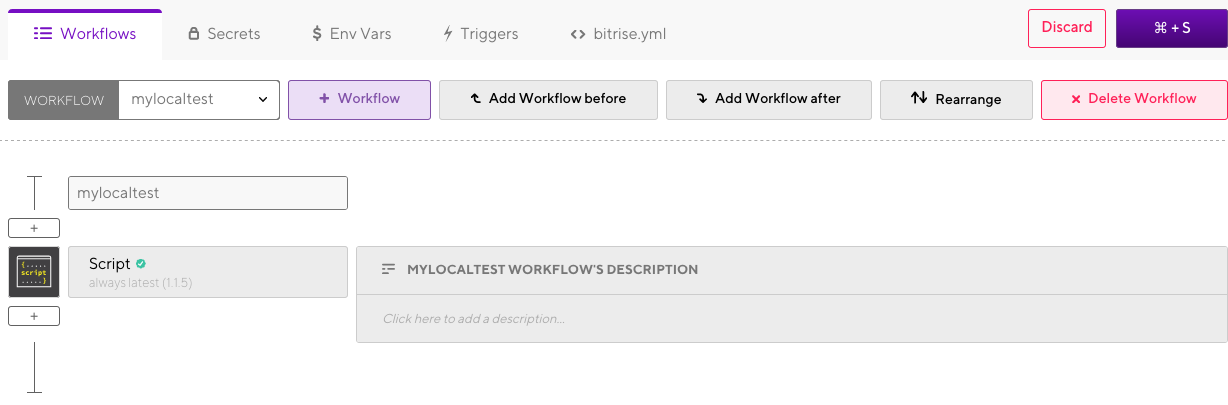 Workflows Secrets $ Env Vars Triggers <> bitrise.yml Discard ⌘ + S
WORKFLOW mylocaltest + Workflow Add Workflow before Add Workflow after Rearrange × Delete Workflow
mylocaltest
+
Script
{.....
script
.....}
always latest (1.1.5)
MYLOCALTEST WORKFLOW'S DESCRIPTION
+
Click here to add a description...